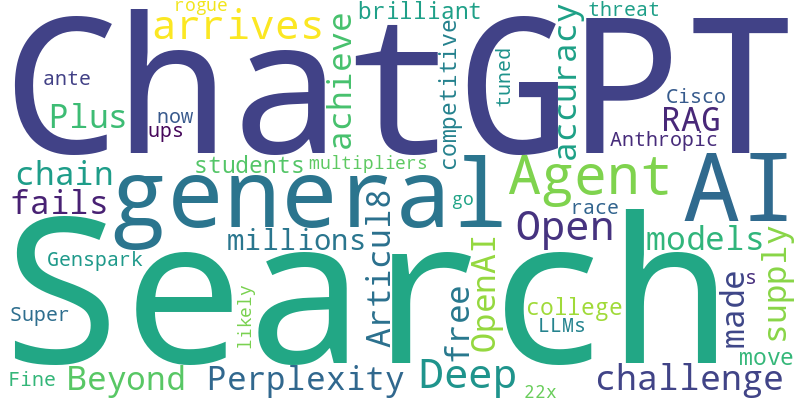 rogue
arrives
brilliant
threat
ChatGPT
ante
Plus
now
ups
achieve
competitive
tuned
accuracy
Cisco
RAG
Anthropic
chain
students
multipliers
Agent
AI
fails
general
go
race
Open
millions
Articul8
models
Search
Genspark
OpenAI
supply
made
s
Super
likely
free
college
LLMs
move
Fine
Beyond
Perplexity
Deep
22x
challenge